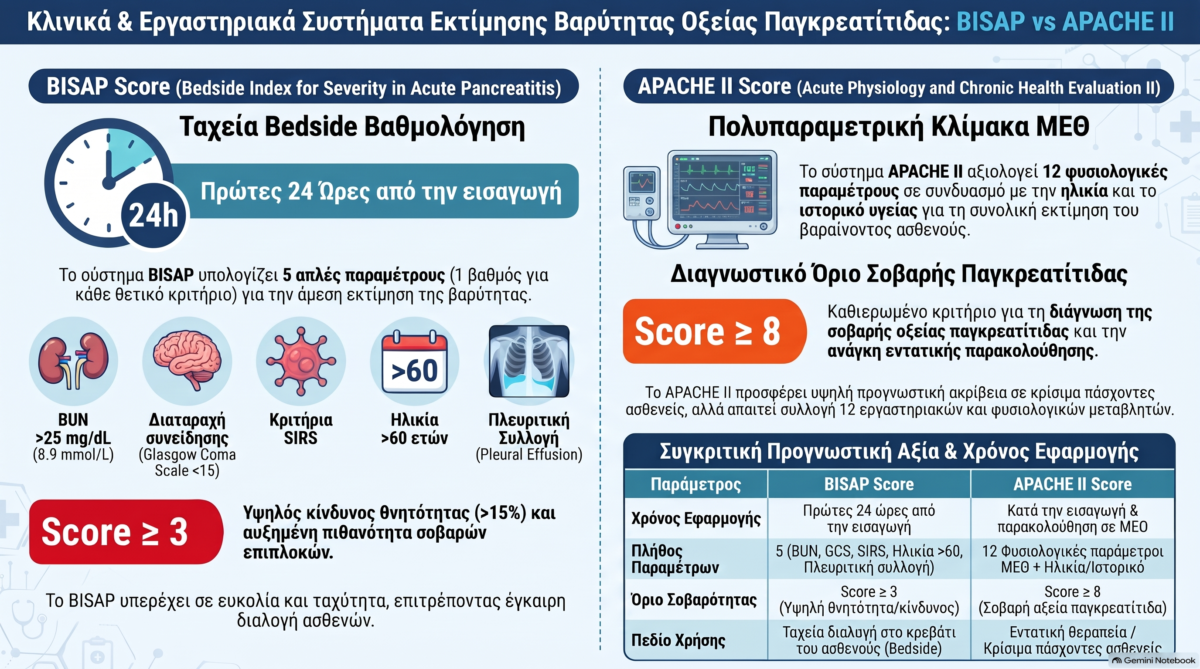 Κλινικά & Εργαστηριακά Συστήματα Εκτίμησης Βαρύτητας Οξείας Παγκρεατίτιδας: BISAP vs APACHE II
BISAP Score (Bedside Index for Severity in Acute Pancreatitis)
Ταχεία Bedside Βαθμολόγηση
24h
Πρώτες 24 Ώρες από την εισαγωγή
Το ούστημα BISAP υπολογίζει 5 απλές παραμέτρους (1 βαθμός για
κάθε θετικό κριτήριο) για την άμεση εκτίμηση της βαρύτητας.
>60
BUN
>25 mg/dL
(8.9 mmol/L)
Διαταραχή
συνείδησης
(Glasgow Coma
Scale <15)
Κριτήρια
SIRS
Ηλικία
>60 ετών
Πλευριτική
Συλλογή
(Pleural Effusion)
Score ≥ 3
Υψηλός κίνδυνος θνητότητας (>15%) και
αυξημένη πιθανότητα σοβαρών
επιπλοκών.
Το BISAP υπερέχει σε ευκολία και ταχύτητα, επιτρέποντας έγκαιρη
διαλογή ασθενών.
APACHE II Score (Acute Physiology and Chronic Health Evaluation II)
Πολυπαραμετρική Κλίμακα ΜΕΘ
Το σύστημα APACHE II αξιολογεί 12 φυσιολογικές
παραμέτρους σε συνδυασμό με την ηλικία και το
ιστορικό υγείας για τη συνολική εκτίμηση του
βαραίνοντος ασθενούς.
Διαγνωστικό Όριο Σοβαρής Παγκρεατίτιδας
Score ≥ 8
Καθιερωμένο κριτήριο για τη διάγνωση της
σοβαρής οξείας παγκρεατίτιδας και την
ανάγκη εντατικής παρακολούθησης.
Το APACHE II προσφέρει υψηλή προγνωστική ακρίβεια σε κρίσιμα πάσχοντες
ασθενείς, αλλά απαιτεί συλλογή 12 εργαστηριακών και φυσιολογικών μεταβλητών.
Συγκριτική Προγνωστική Αξία & Χρόνος Εφαρμογής
Παράμετρος BISAP Score APACHE II Score
Χρόνος Εφαρμογής Πρώτες 24 ώρες από την εισαγωγή Κατά την εισαγωγή & παρακολούθηση σε ΜΕΟ
Πλήθος Παραμέτρων 5 (BUN, GCS, SIRS, Ηλικία >60, Πλευριτική συλλογή) 12 Φυσιολογικές παράμετροι ΜΕΘ + Ηλικία/Ιστορικό
Όριο Σοβαρότητας Score ≥ 3 (Υψηλή θνητότητα/κίνδυνος) Score ≥ 8 (Σοβαρή αξεία παγκρεατίτιδα)
Πεδίο Χρήσης Ταχεία διαλογή στο κρεβάτι του ασθενούς (Bedside) Εντατική θεραπεία / Κρίσιμα πάσχοντες ασθενείς
Gemini Notebook